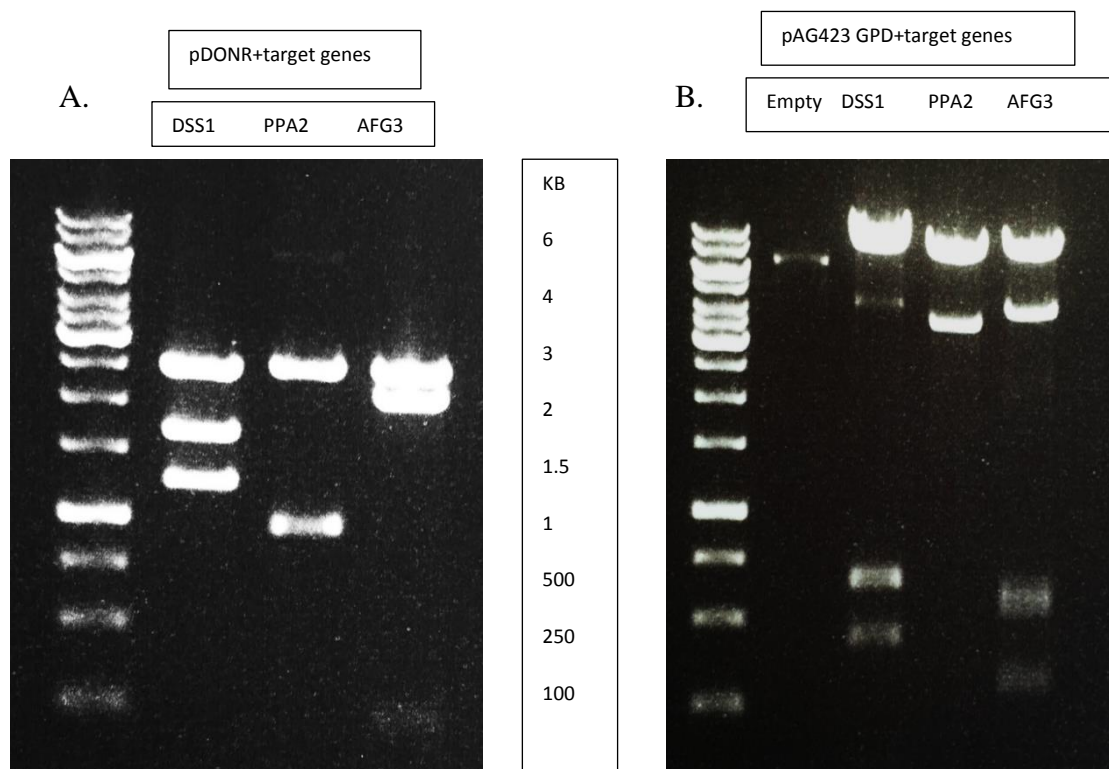 pDONR+target genes
A.
DSS1 PPA2 AFG3
KB
6
4
3
2
1.5
1
500
250
100
pAG423 GPD+target genes
B.
Empty DSS1 PPA2 AFG3